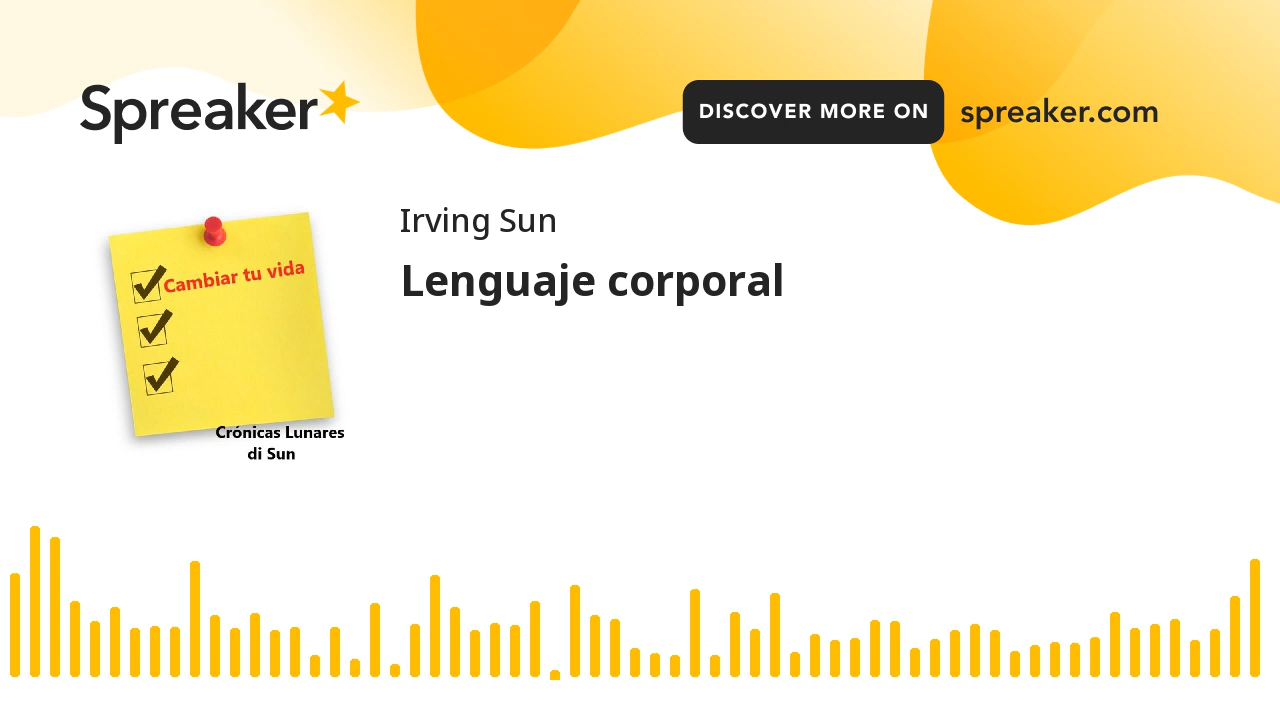 Spreaker
DISCOVER MORE ON
spreaker.com
Irving Sun
Lenguaje corporal
Cambiar tu vida
Crónicas Lunares
di Sun